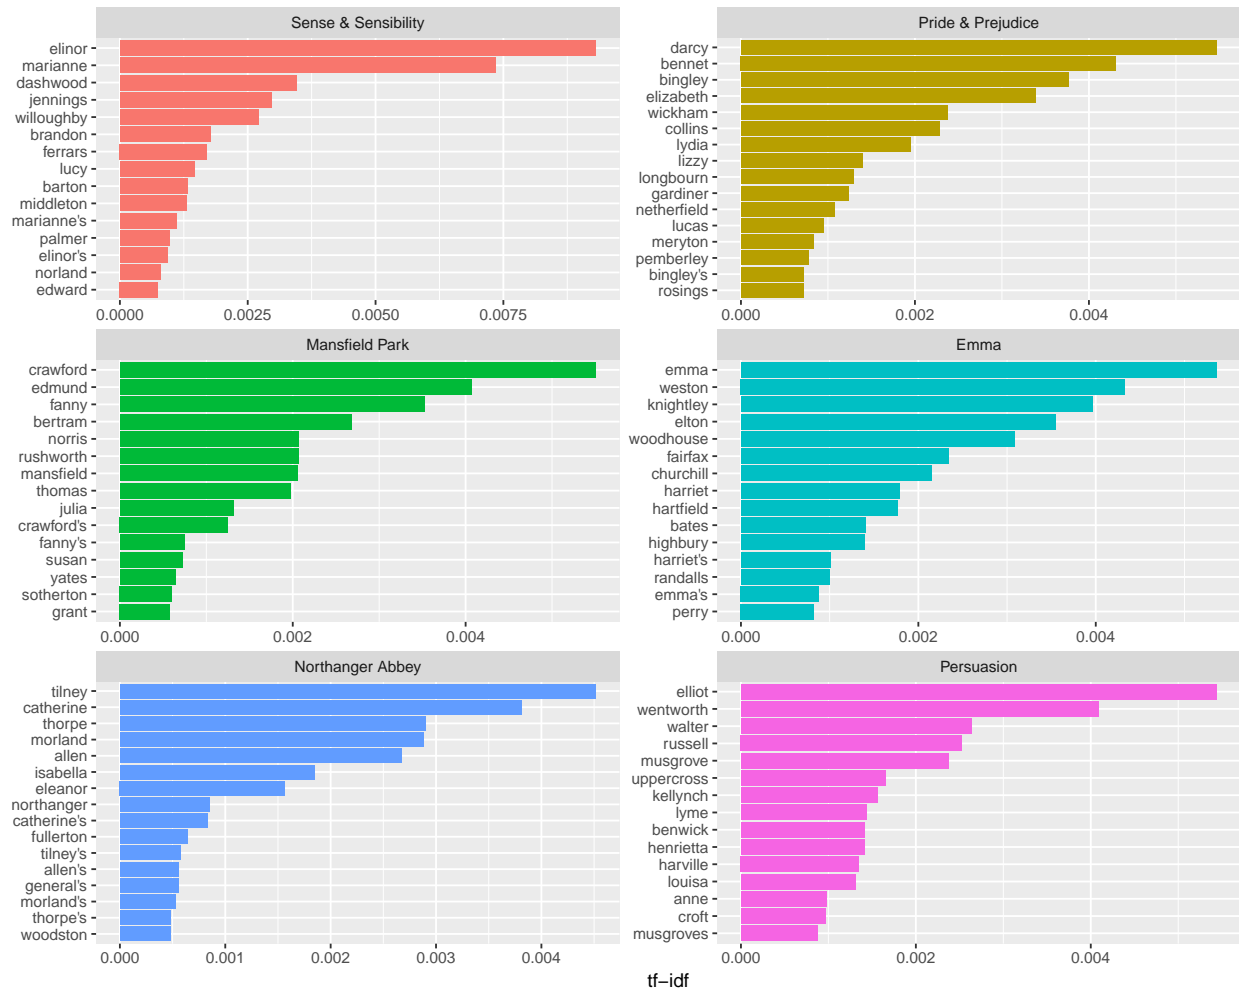 Sense & Sensibility
elinor
marianne
dashwood
jennings
willoughby
brandon
ferrars
lucy
barton
middleton
marianne's
palmer
elinor's
norland
edward
0.0000 0.0025 0.0050 0.0075
Pride & Prejudice
darcy
bennet
bingley
elizabeth
wickham
collins
lydia
lizzy
longbourn
gardiner
netherfield
lucas
meryton
pemberley
bingley's
rosings
0.000 0.002 0.004
Mansfield Park
crawford
edmund
fanny
bertram
norris
rushworth
mansfield
thomas
julia
crawford's
fanny's
susan
yates
sotherton
grant
0.000 0.002 0.004
Emma
emma
weston
knightley
elton
woodhouse
fairfax
churchill
harriet
hartfield
bates
highbury
harriet's
randalls
emma's
perry
0.000 0.002 0.004
Northanger Abbey
tilney
catherine
thorpe
morland
allen
isabella
eleanor
northanger
catherine's
fullerton
tilney's
allen's
general's
morland's
thorpe's
woodston
0.000 0.001 0.002 0.003 0.004
Persuasion
elliot
wentworth
walter
russell
musgrove
uppercross
kellynch
lyme
benwick
henrietta
harville
louisa
anne
croft
musgroves
0.000 0.002 0.004
tf−idf